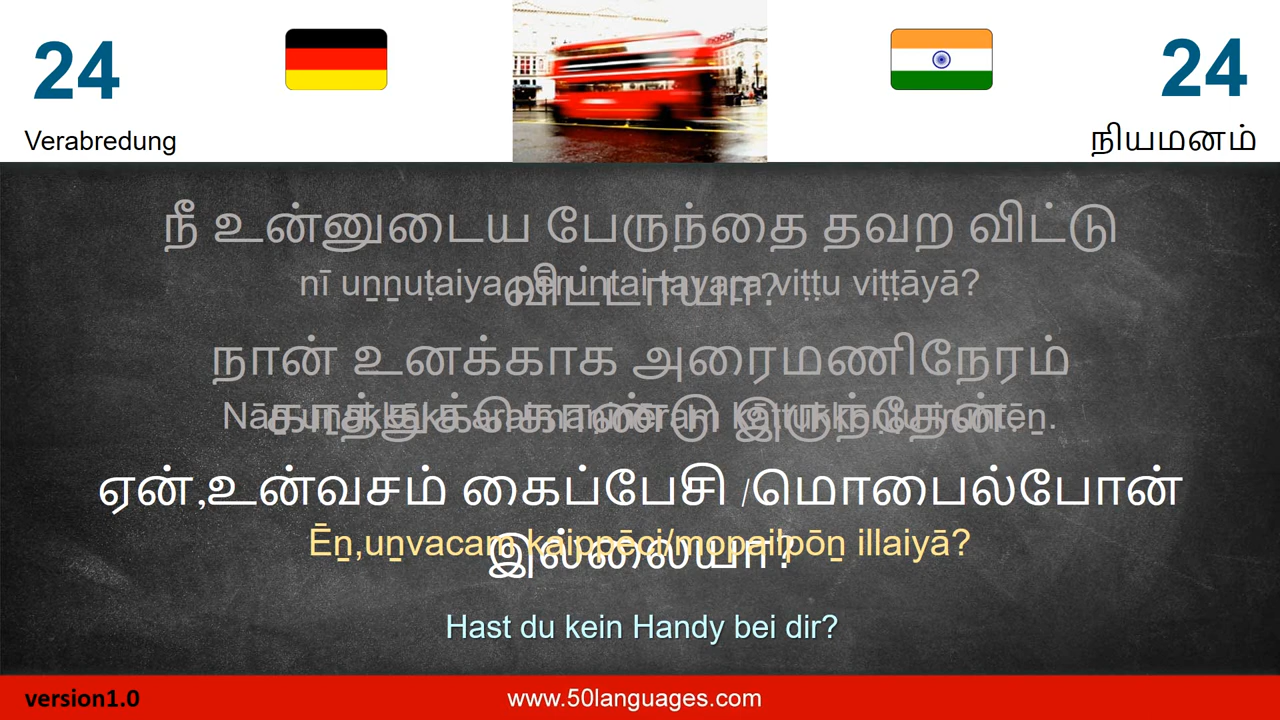 24
24
Verabredung
நியமனம்
நீ உன்னுடைய பேருந்தை தவற விட்டு
விட்டாயா?
nī uṉṉuṭaiya pēruntai tavaṟa viṭṭu viṭṭāyā?
நான் உனக்காக அரைமணிநேரம்
காத்துக்கொண்டு இருந்தேன்.
Nāṉ uṉakkāka araimaṇinēram kāttukkoṇṭu iruntēṉ.
ஏன்,உன்வசம் கைப்பேசி /மொபைல்போன்
இல்லையா?
Ēṉ,uṉvacam kaippēci/mopailpōṉ illaiyā?
Hast du kein Handy bei dir?
version1.0
www.50languages.com